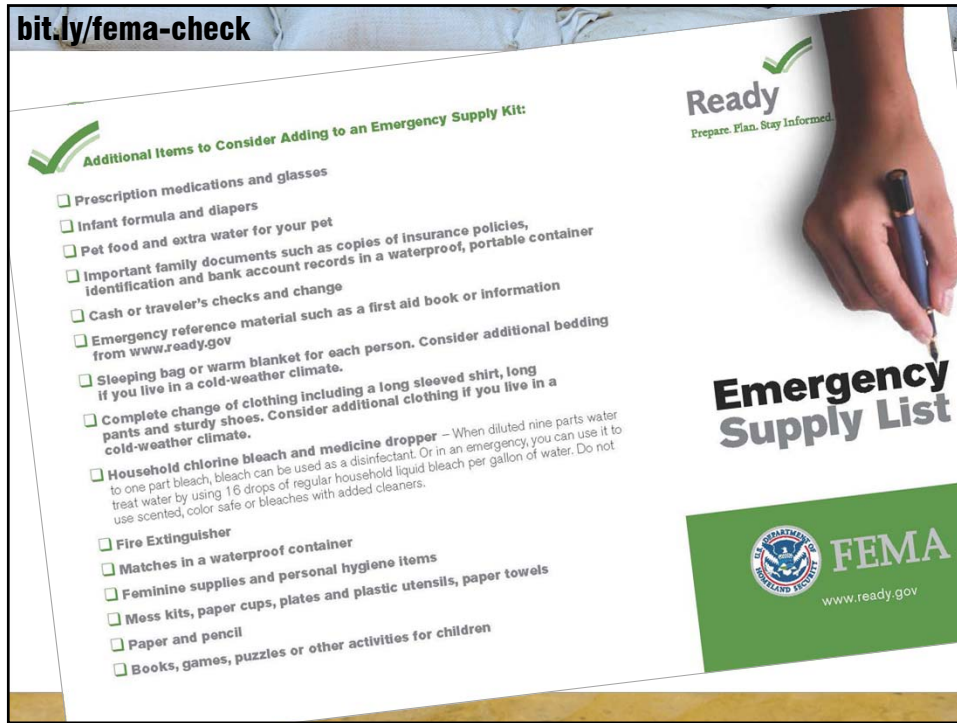 bit.ly/fema-check
Additional Items to Consider Adding to an Emergency Supply Kit:
Prescription medications and glasses
Infant formula and diapers
Pet food and extra water for your pet
Important family documents such as copies of insurance policies,
identification and bank account records in a waterproof, portable container
Cash or traveler's checks and change
Emergency reference material such as a first aid book or information
from www.ready.gov
Sleeping bag or warm blanket for each person. Consider additional bedding
if you live in a cold-weather climate.
Complete change of clothing including a long sleeved shirt, long
pants and sturdy shoes. Consider additional clothing if you live in a
cold-weather climate.
Household chlorine bleach and medicine dropper – When diluted nine parts water
to one part bleach, bleach can be used as a disinfectant. Or in an emergency, you can use it to
treat water by using 16 drops of regular household liquid bleach per gallon of water. Do not
use scented, color safe or bleaches with added cleaners.
Fire Extinguisher
Matches in a waterproof container
Feminine supplies and personal hygiene items
Mess kits, paper cups, plates and plastic utensils, paper towels
Paper and pencil
Books, games, puzzles or other activities for children
Ready
Prepare. Plan. Stay Informed.
Emergency
Supply List
U.S. DEPARTMENT OF
HOMELAND SECURITY
FEMA
www.ready.gov